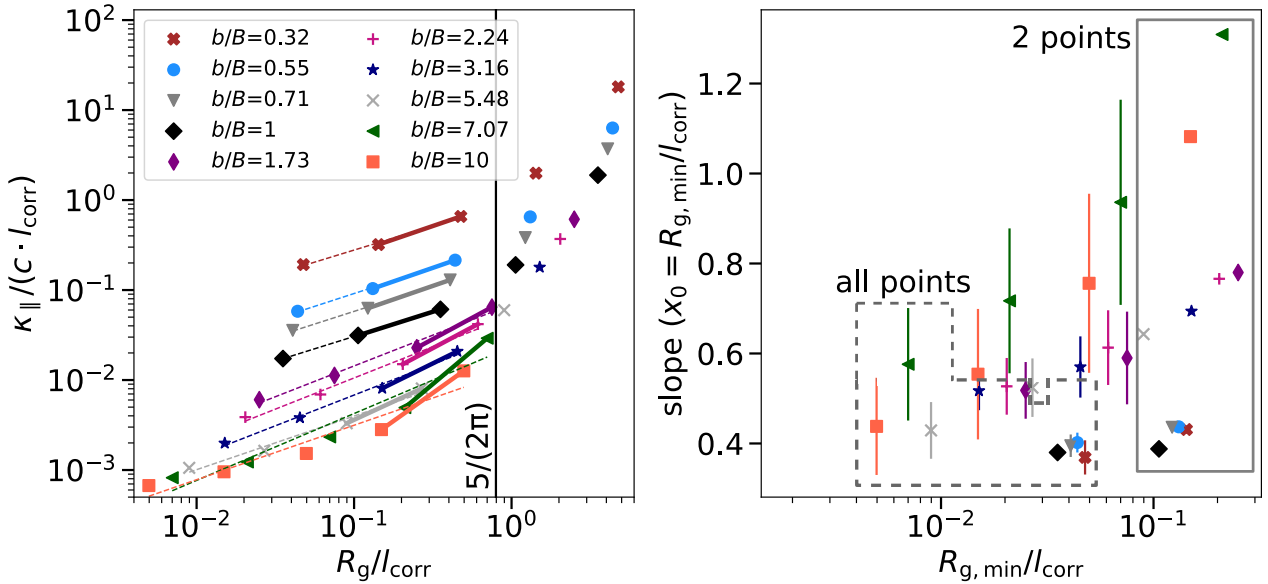 10²
10¹
10⁰
10⁻¹
10⁻²
10⁻³
κ∥/(c · l_corr)
b/B=0.32
b/B=0.55
b/B=0.71
b/B=1
b/B=1.73
b/B=2.24
b/B=3.16
b/B=5.48
b/B=7.07
b/B=10
5/(2π)
10⁻²
10⁻¹
10⁰
R_g/l_corr
1.2
1.0
0.8
0.6
0.4
slope (x₀ = R_g,min/l_corr)
2 points
all points
10⁻²
10⁻¹
R_g,min/l_corr